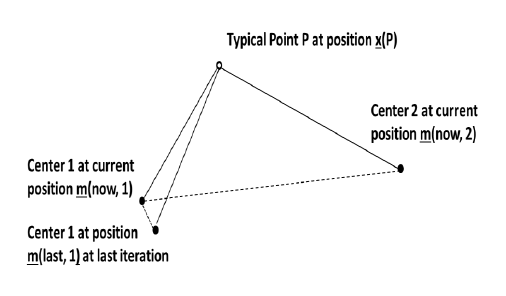 Typical Point P at position x(P)
Center 2 at current
position m(now, 2)
Center 1 at current
position m(now, 1)
Center 1 at position
m(last, 1) at last iteration